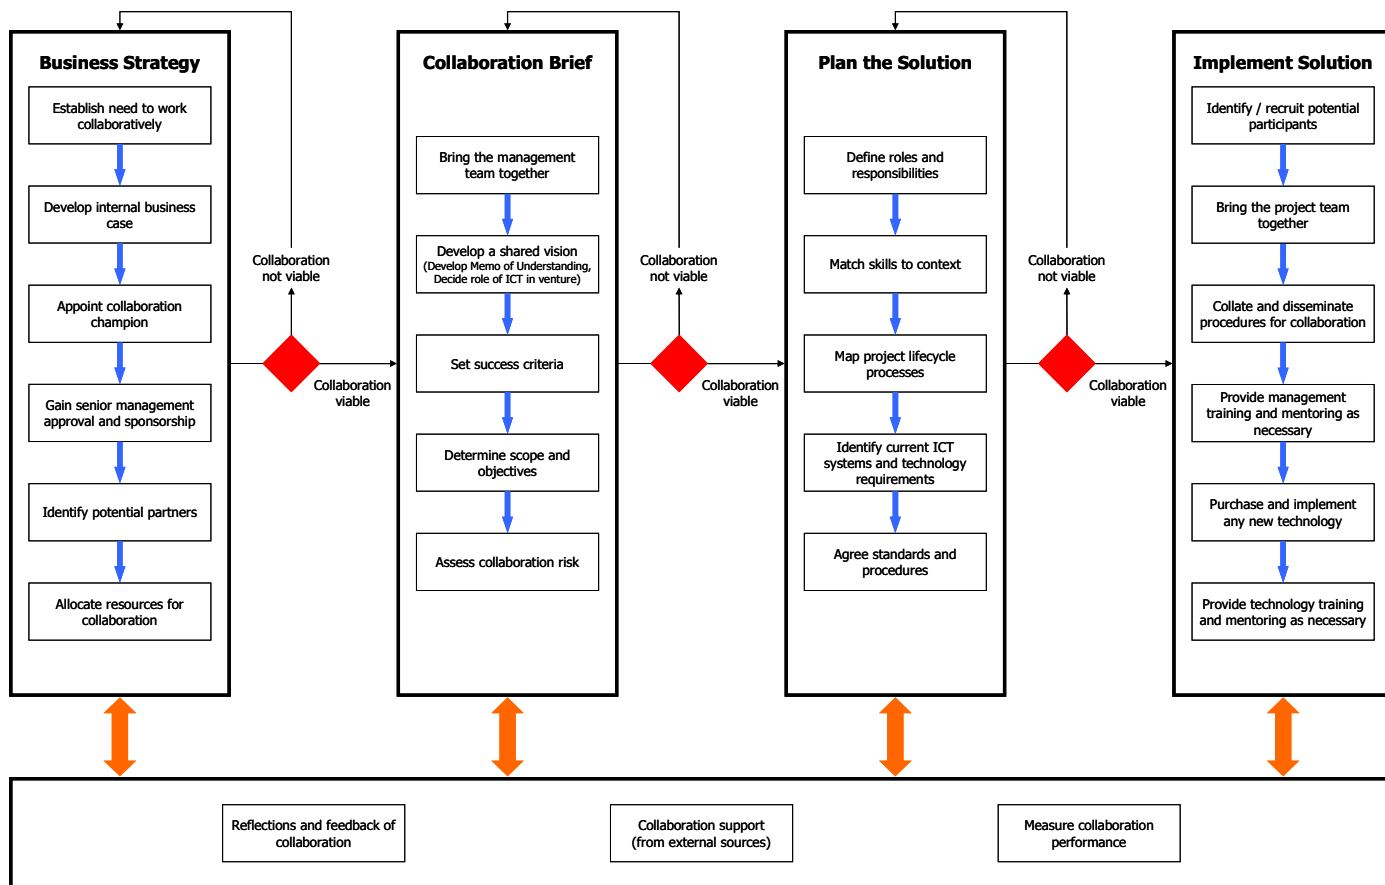 Business Strategy
Establish need to work
collaboratively
Develop internal business
case
Appoint collaboration
champion
Gain senior management
approval and sponsorship
Identify potential partners
Allocate resources for
collaboration
Collaboration
not viable
Collaboration
viable
Collaboration Brief
Bring the management
team together
Develop a shared vision
(Develop Memo of Understanding,
Decide role of ICT in venture)
Set success criteria
Determine scope and
objectives
Assess collaboration risk
Collaboration
not viable
Collaboration
viable
Plan the Solution
Define roles and
responsibilities
Match skills to context
Map project lifecycle
processes
Identify current ICT
systems and technology
requirements
Agree standards and
procedures
Collaboration
not viable
Collaboration
viable
Implement Solution
Identify / recruit potential
participants
Bring the project team
together
Collate and disseminate
procedures for collaboration
Provide management
training and mentoring as
necessary
Purchase and implement
any new technology
Provide technology training
and mentoring as necessary
Reflections and feedback of
collaboration
Collaboration support
(from external sources)
Measure collaboration
performance